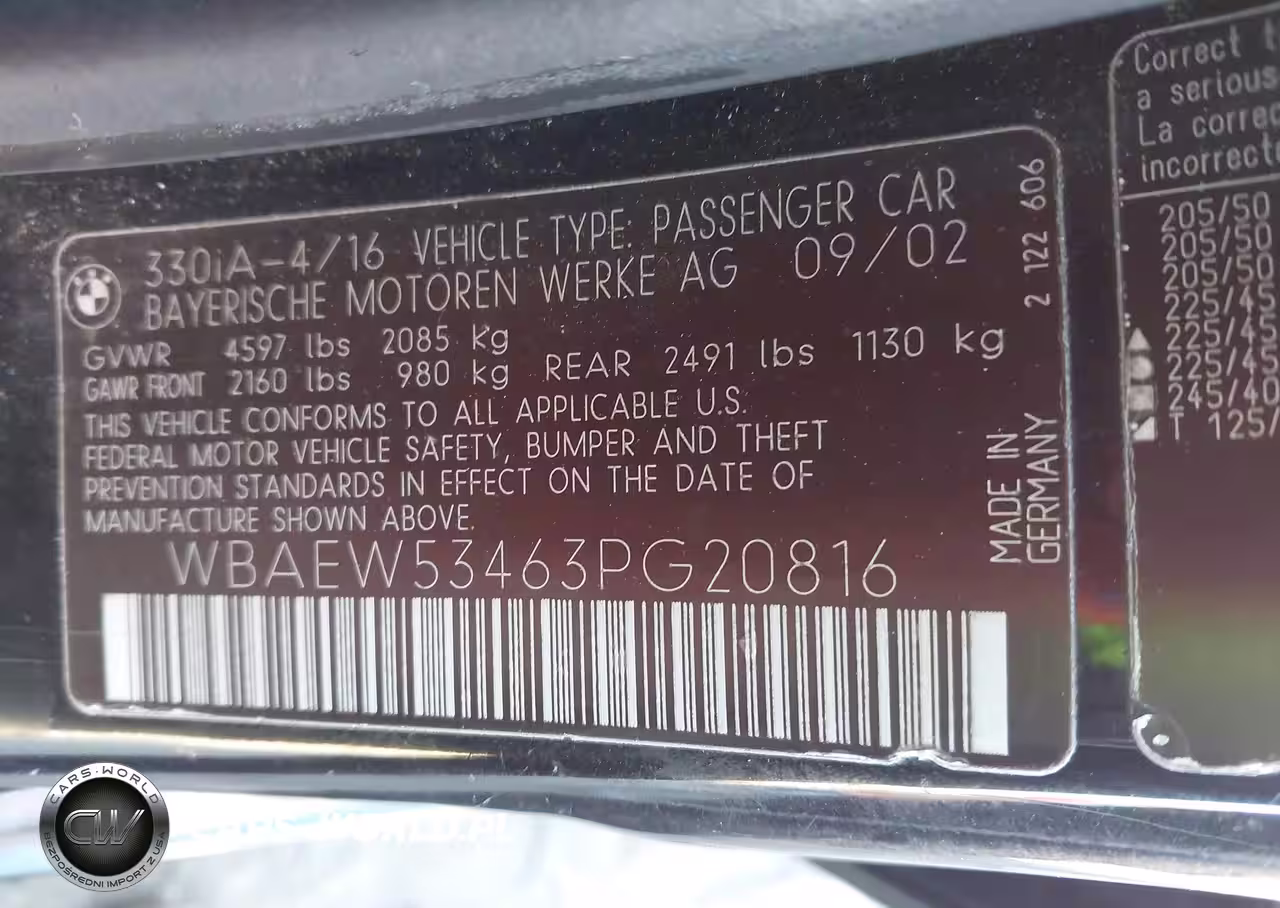 330iA-4/16 VEHICLE TYPE: PASSENGER CAR
BAYERISCHE MOTOREN WERKE AG 09/02
GVWR 4597 lbs 2085 kg
GAWR FRONT 2160 lbs 980 kg REAR 2491 lbs 1130 kg
THIS VEHICLE CONFORMS TO ALL APPLICABLE U.S.
FEDERAL MOTOR VEHICLE SAFETY, BUMPER AND THEFT
PREVENTION STANDARDS IN EFFECT ON THE DATE OF
MANUFACTURE SHOWN ABOVE.
WBAEW53463PG20816
2 122 606
MADE IN
GERMANY
Correct t
a serious
La correc
incorrect
205/50
205/50
205/50
225/45
225/45
225/45
245/40
T 125/
CARS-WORLD
CW
BEZPOŚREDNI IMPORT Z USA